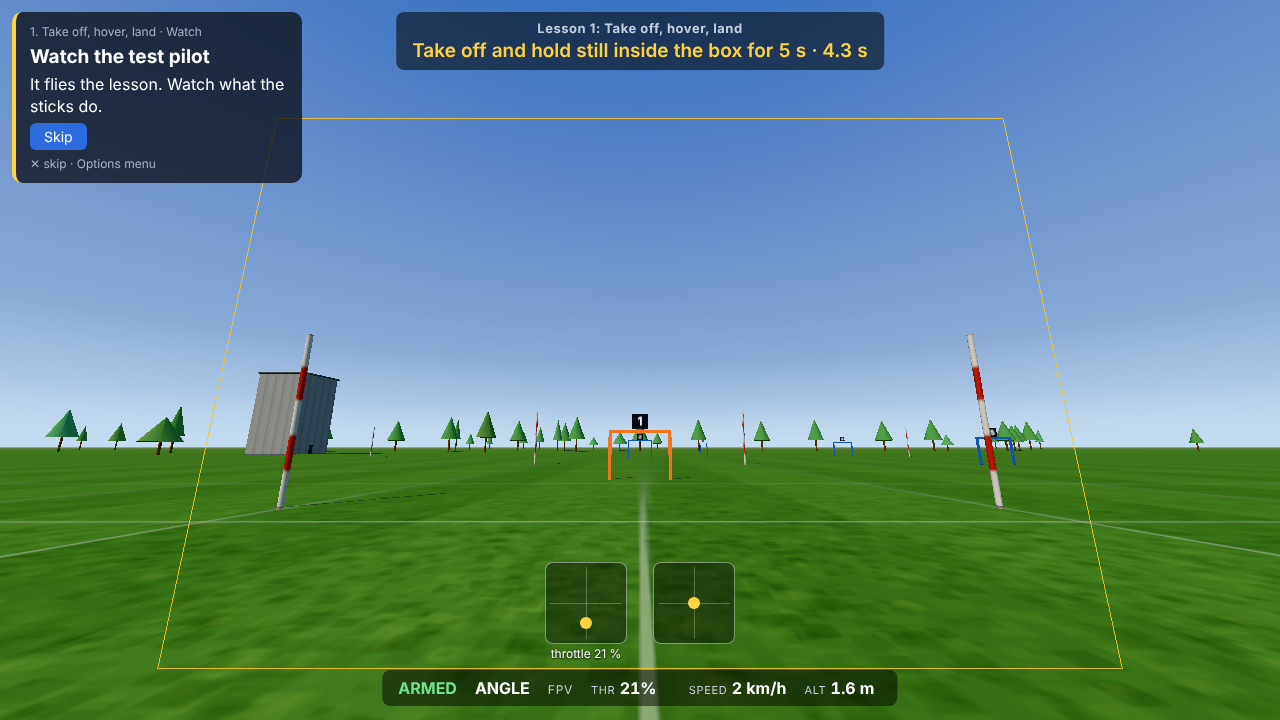 1. Take off, hover, land · Watch
Watch the test pilot
It flies the lesson. Watch what the
sticks do.
Skip
✕ skip · Options menu
Lesson 1: Take off, hover, land
Take off and hold still inside the box for 5 s · 4.3 s
1
throttle 21 %
ARMED ANGLE FPV THR 21% SPEED 2 km/h ALT 1.6 m